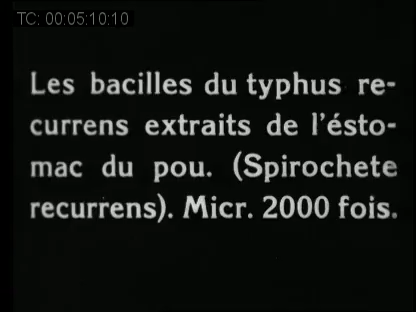 TC: 00:05:10:10
Les bacilles du typhus re-
currens extraits de l'ésto-
mac du pou. (Spirochete
recurrens). Micr. 2000 fois.